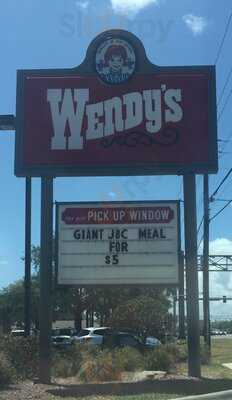 Wendy's
PICK UP WINDOW
GIANT JBC MEAL
FOR
$5